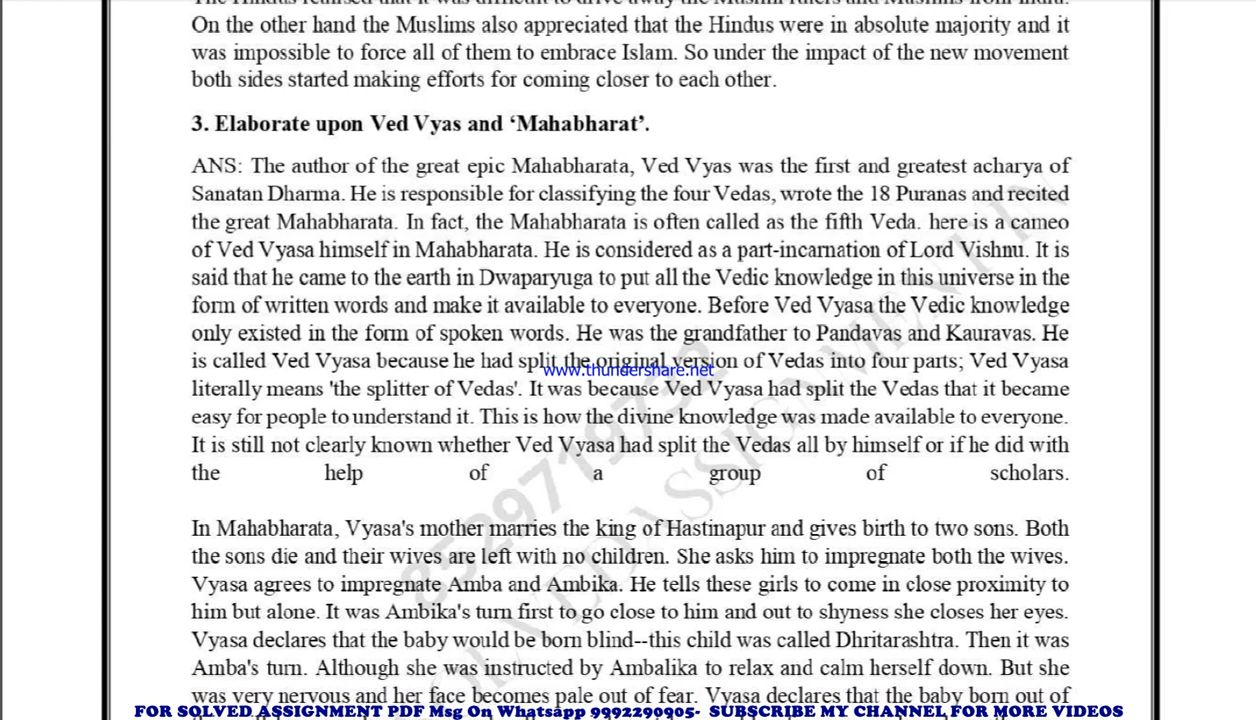 On the other hand the Muslims also appreciated that the Hindus were in absolute majority and it
was impossible to force all of them to embrace Islam. So under the impact of the new movement
both sides started making efforts for coming closer to each other.
3. Elaborate upon Ved Vyas and ‘Mahabharat’.
ANS: The author of the great epic Mahabharata, Ved Vyas was the first and greatest acharya of
Sanatan Dharma. He is responsible for classifying the four Vedas, wrote the 18 Puranas and recited
the great Mahabharata. In fact, the Mahabharata is often called as the fifth Veda. here is a cameo
of Ved Vyasa himself in Mahabharata. He is considered as a part-incarnation of Lord Vishnu. It is
said that he came to the earth in Dwaparyuga to put all the Vedic knowledge in this universe in the
form of written words and make it available to everyone. Before Ved Vyasa the Vedic knowledge
only existed in the form of spoken words. He was the grandfather to Pandavas and Kauravas. He
is called Ved Vyasa because he had split the original version of Vedas into four parts; Ved Vyasa
www.thundershare.net
literally means 'the splitter of Vedas'. It was because Ved Vyasa had split the Vedas that it became
easy for people to understand it. This is how the divine knowledge was made available to everyone.
It is still not clearly known whether Ved Vyasa had split the Vedas all by himself or if he did with
the help of a group of scholars.
In Mahabharata, Vyasa's mother marries the king of Hastinapur and gives birth to two sons. Both
the sons die and their wives are left with no children. She asks him to impregnate both the wives.
Vyasa agrees to impregnate Amba and Ambika. He tells these girls to come in close proximity to
him but alone. It was Ambika's turn first to go close to him and out to shyness she closes her eyes.
Vyasa declares that the baby would be born blind--this child was called Dhritarashtra. Then it was
Amba's turn. Although she was instructed by Ambalika to relax and calm herself down. But she
was very nervous and her face becomes pale out of fear. Vyasa declares that the baby born out of
FOR SOLVED ASSIGNMENT PDF Msg On Whatsapp 9992290905- SUBSCRIBE MY CHANNEL FOR MORE VIDEOS
8529719732